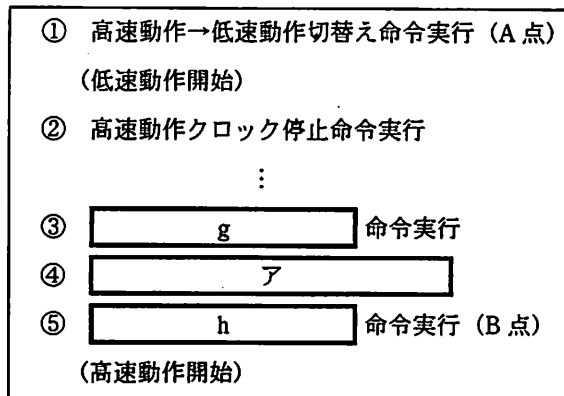 ① 高速動作→低速動作切替え命令実行（A 点）
（低速動作開始）
② 高速動作クロック停止命令実行
⋮
③ g 命令実行
④ ア
⑤ h 命令実行（B 点）
（高速動作開始）